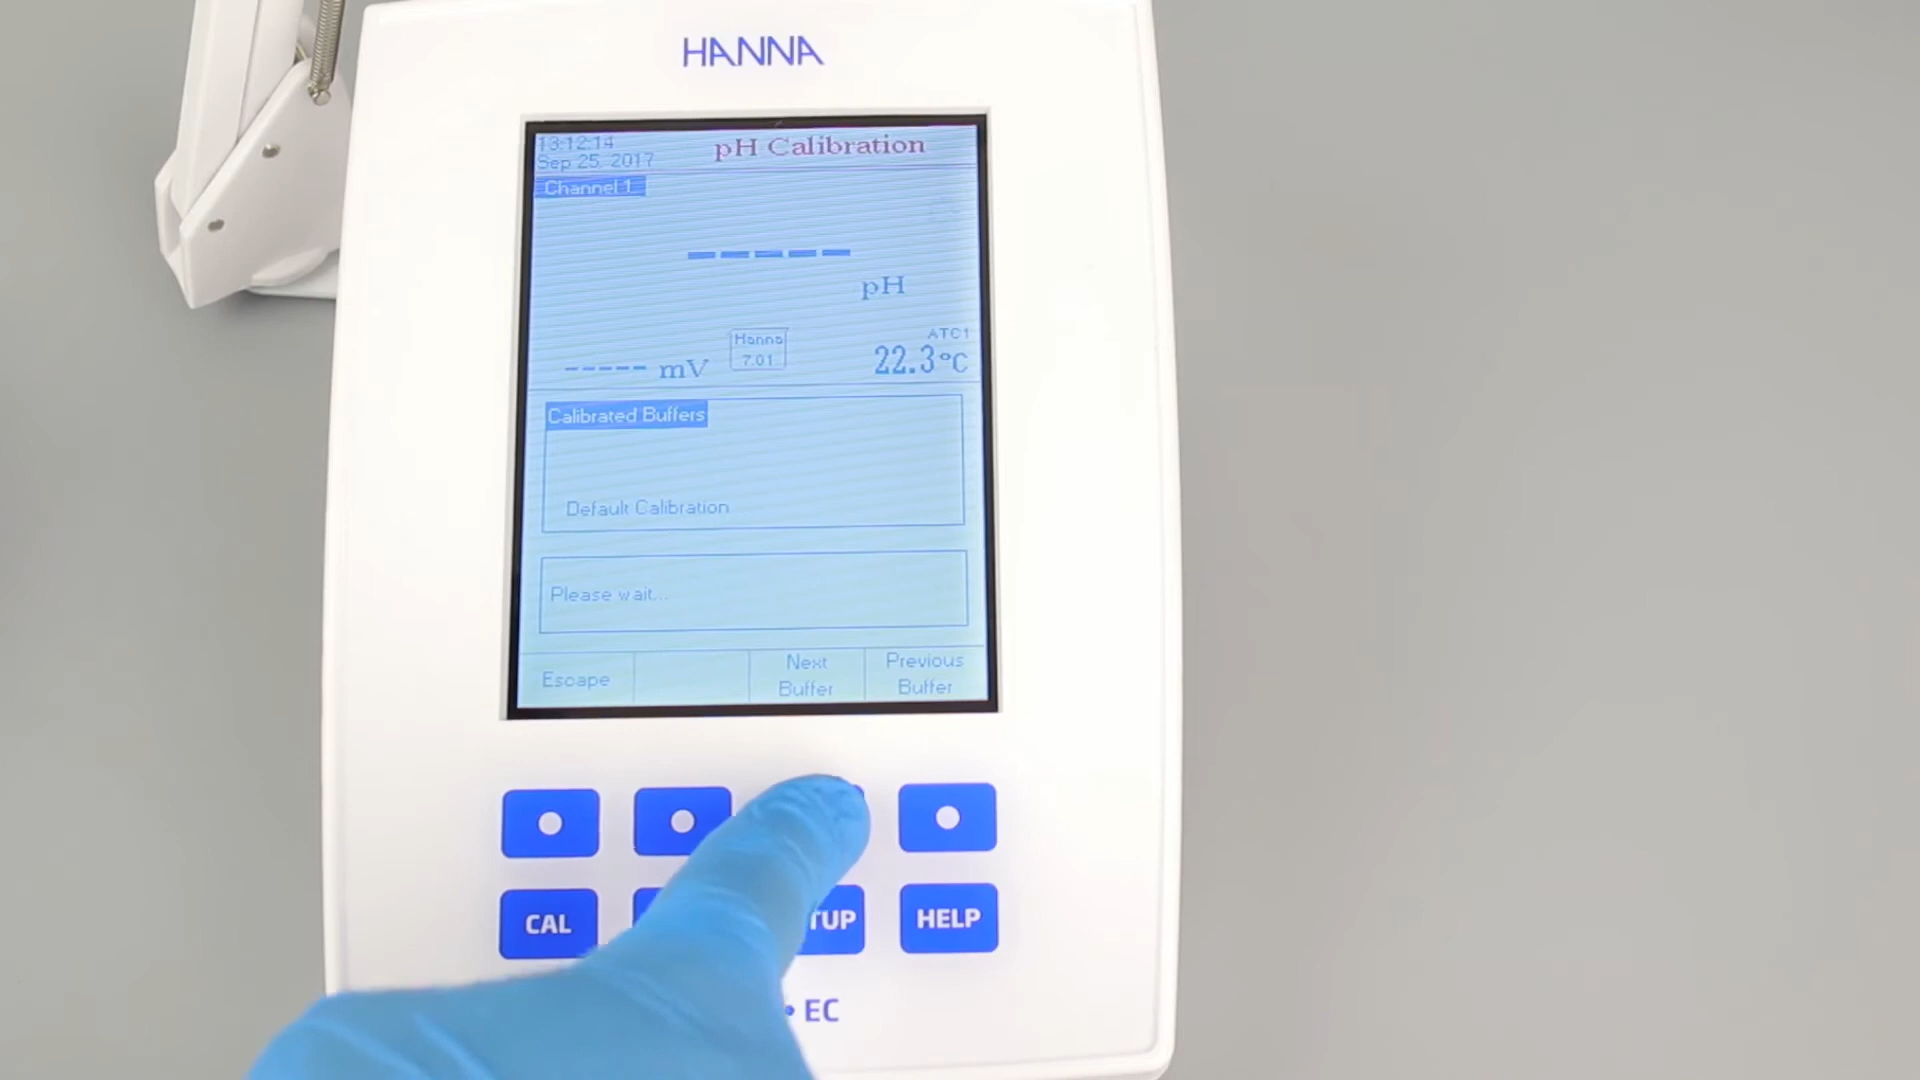 HANNA
13:12:14
Sep 25, 2017
pH Calibration
Channel 1
----- pH
----- mV
Hanna
7.01
ATC1
22.3°C
Calibrated Buffers
Default Calibration
Please wait...
Escape
Next
Buffer
Previous
Buffer
CAL
TUP
HELP
• EC